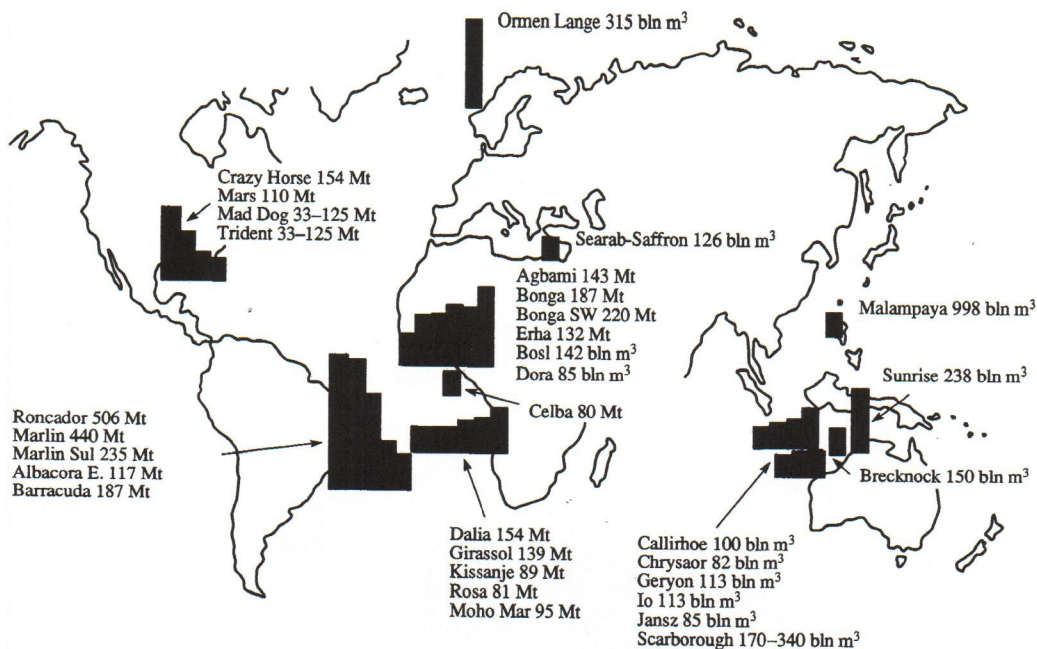 Ormen Lange 315 bln m³
Crazy Horse 154 Mt
Mars 110 Mt
Mad Dog 33–125 Mt
Trident 33–125 Mt
Searab-Saffron 126 bln m³
Agbami 143 Mt
Bonga 187 Mt
Bonga SW 220 Mt
Erha 132 Mt
Bosl 142 bln m³
Dora 85 bln m³
Malampaya 998 bln m³
Sunrise 238 bln m³
Celba 80 Mt
Roncador 506 Mt
Marlin 440 Mt
Marlin Sul 235 Mt
Albacora E. 117 Mt
Barracuda 187 Mt
Brecknock 150 bln m³
Dalia 154 Mt
Girassol 139 Mt
Kissanje 89 Mt
Rosa 81 Mt
Moho Mar 95 Mt
Callirhoe 100 bln m³
Chrysaor 82 bln m³
Geryon 113 bln m³
Io 113 bln m³
Jansz 85 bln m³
Scarborough 170–340 bln m³